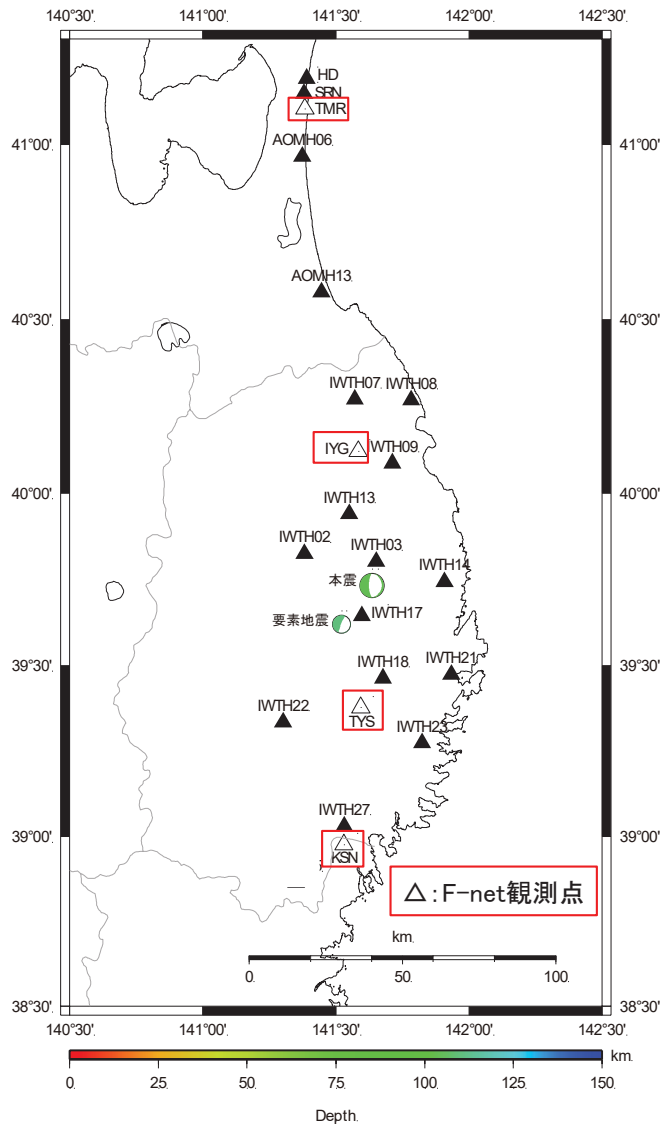 140°30'. 141°00'. 141°30'. 142°00'. 142°30'.
HD
SRN
TMR
41°00'. 41°00'.
AOMH06.
AOMH13.
40°30'. 40°30'.
IWTH07. IWTH08.
IYG WTH09.
40°00'. 40°00'.
IWTH13.
IWTH02. IWTH03.
IWTH14.
本震
IWTH17
要素地震
39°30'. 39°30'.
IWTH18. IWTH21.
IWTH22.
TYS
IWTH23.
IWTH27.
39°00'. 39°00'.
KSN
△:F-net観測点
km.
0. 50. 100.
38°30'. 38°30'.
140°30'. 141°00'. 141°30'. 142°00'. 142°30'.
km.
0. 25. 50. 75. 100. 125. 150.
Depth.